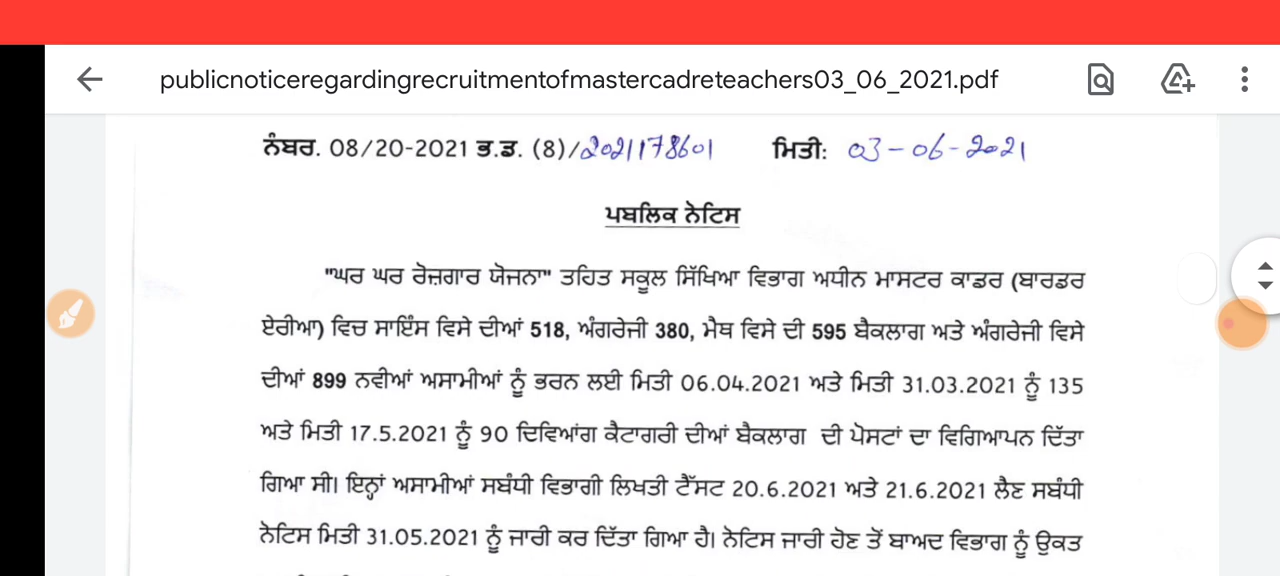 publicnoticeregardingrecruitmentofmastercadreteachers03_06_2021.pdf
ਨੰਬਰ. 08/20-2021 ਭ.ਡ. (8)/2021178601 ਮਿਤੀ: 03-06-2021
ਪਬਲਿਕ ਨੋਟਿਸ
"ਘਰ ਘਰ ਰੋਜ਼ਗਾਰ ਯੋਜਨਾ" ਤਹਿਤ ਸਕੂਲ ਸਿੱਖਿਆ ਵਿਭਾਗ ਅਧੀਨ ਮਾਸਟਰ ਕਾਡਰ (ਬਾਰਡਰ
ਏਰੀਆ) ਵਿਚ ਸਾਇੰਸ ਵਿਸੇ ਦੀਆਂ 518, ਅੰਗਰੇਜੀ 380, ਮੈਥ ਵਿਸੇ ਦੀ 595 ਬੈਕਲਾਗ ਅਤੇ ਅੰਗਰੇਜੀ ਵਿਸੇ
ਦੀਆਂ 899 ਨਵੀਆਂ ਅਸਾਮੀਆਂ ਨੂੰ ਭਰਨ ਲਈ ਮਿਤੀ 06.04.2021 ਅਤੇ ਮਿਤੀ 31.03.2021 ਨੂੰ 135
ਅਤੇ ਮਿਤੀ 17.5.2021 ਨੂੰ 90 ਦਿਵਿਆਂਗ ਕੈਟਾਗਰੀ ਦੀਆਂ ਬੈਕਲਾਗ ਦੀ ਪੋਸਟਾਂ ਦਾ ਵਿਗਿਆਪਨ ਦਿੱਤਾ
ਗਿਆ ਸੀ। ਇਨ੍ਹਾਂ ਅਸਾਮੀਆਂ ਸਬੰਧੀ ਵਿਭਾਗੀ ਲਿਖਤੀ ਟੈੱਸਟ 20.6.2021 ਅਤੇ 21.6.2021 ਲੈਣ ਸਬੰਧੀ
ਨੋਟਿਸ ਮਿਤੀ 31.05.2021 ਨੂੰ ਜਾਰੀ ਕਰ ਦਿੱਤਾ ਗਿਆ ਹੈ। ਨੋਟਿਸ ਜਾਰੀ ਹੋਣ ਤੋਂ ਬਾਅਦ ਵਿਭਾਗ ਨੂੰ ਉਕਤ